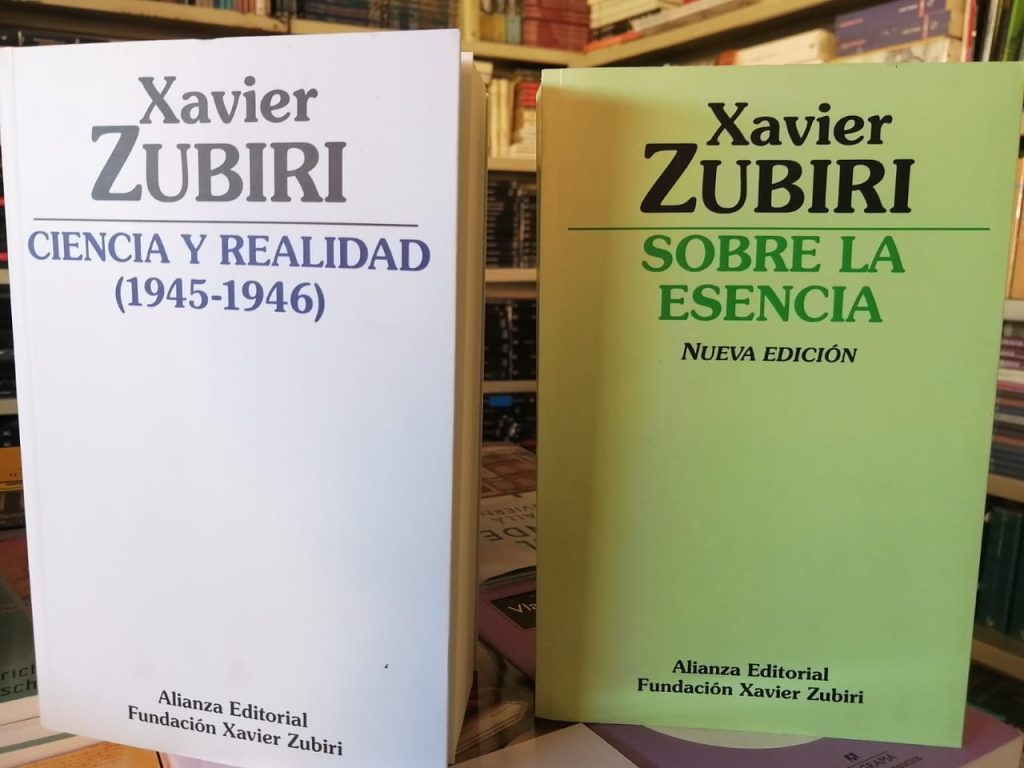 Xavier
ZUBIRI
CIENCIA Y REALIDAD
(1945-1946)
Alianza Editorial
Fundación Xavier Zubiri
Xavier
ZUBIRI
SOBRE LA
ESENCIA
NUEVA EDICIÓN
Alianza Editorial
Fundación Xavier Zubiri